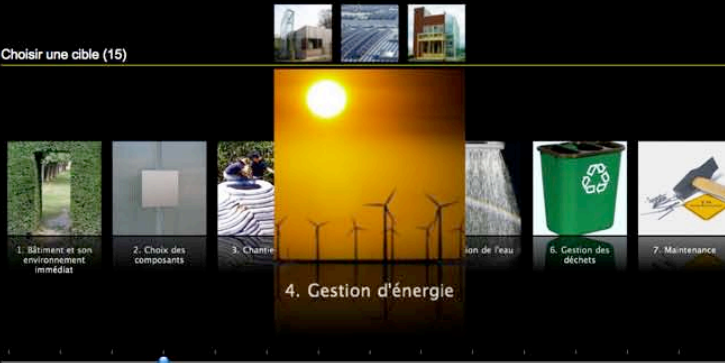 Choisir une cible (15)
1. Bâtiment et son
environnement
immédiat
2. Choix des
composants
3. Chantie
4. Gestion d'énergie
ion de l'eau
6. Gestion des
déchets
7. Maintenance